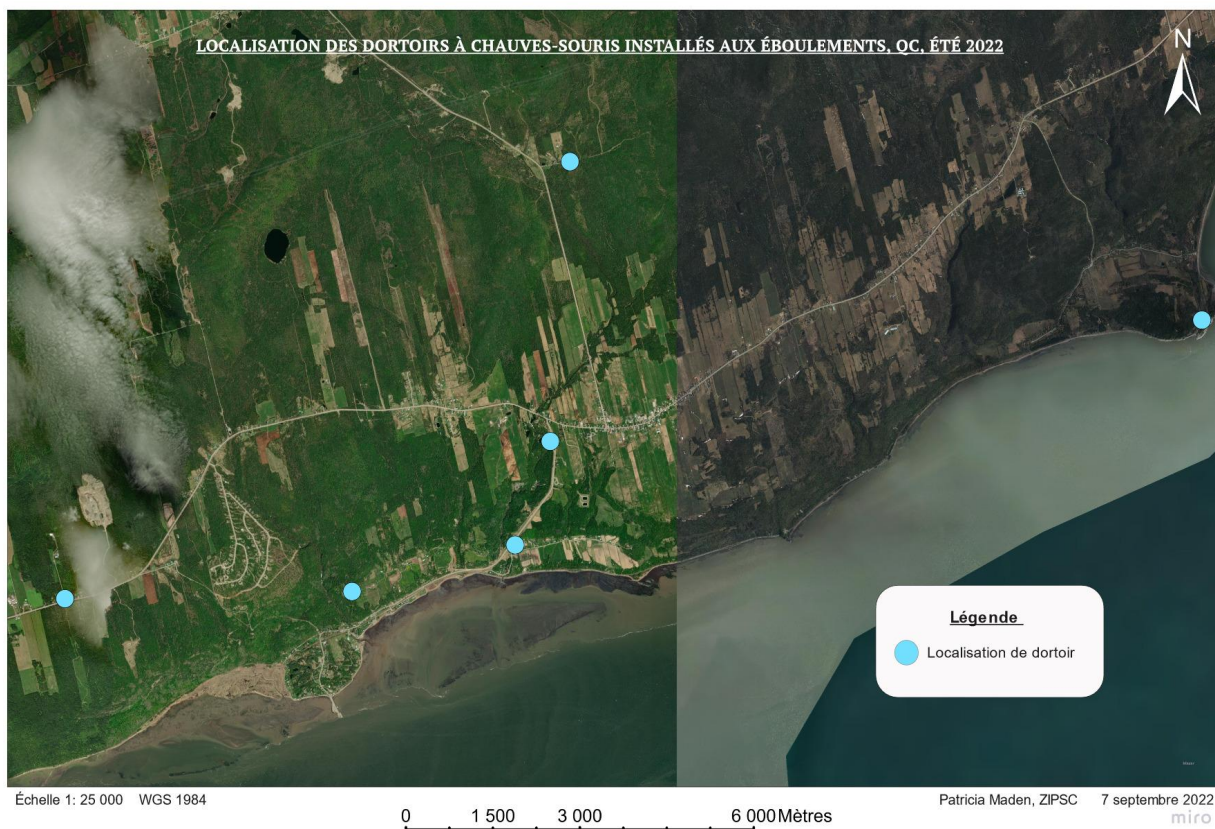 LOCALISATION DES DORTOIRS À CHAUVES-SOURIS INSTALLÉS AUX ÉBOULEMENTS, QC, ÉTÉ 2022
N
Légende
Localisation de dortoir
Échelle 1: 25 000 WGS 1984
Patricia Maden, ZIPSC 7 septembre 2022
0 1 500 3 000 6 000 Mètres
miro